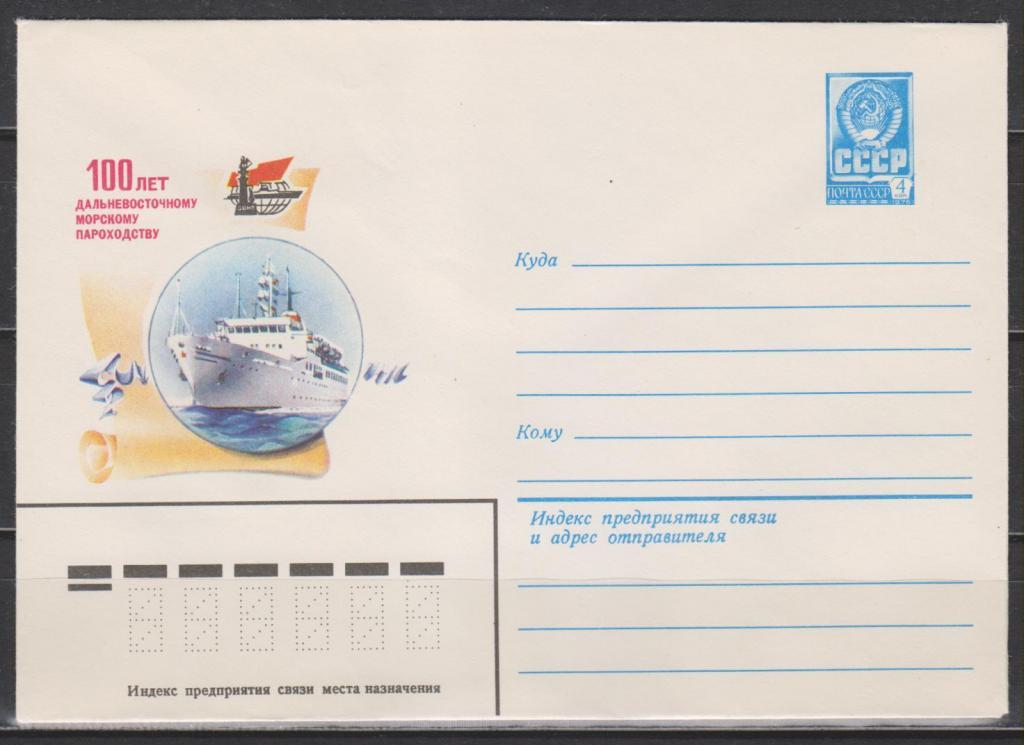 100 ЛЕТ
ДАЛЬНЕВОСТОЧНОМУ
МОРСКОМУ
ПАРОХОДСТВУ
СССР
ПОЧТА СССР
4
КОП
Куда
Кому
Индекс предприятия связи
и адрес отправителя
Индекс предприятия связи места назначения